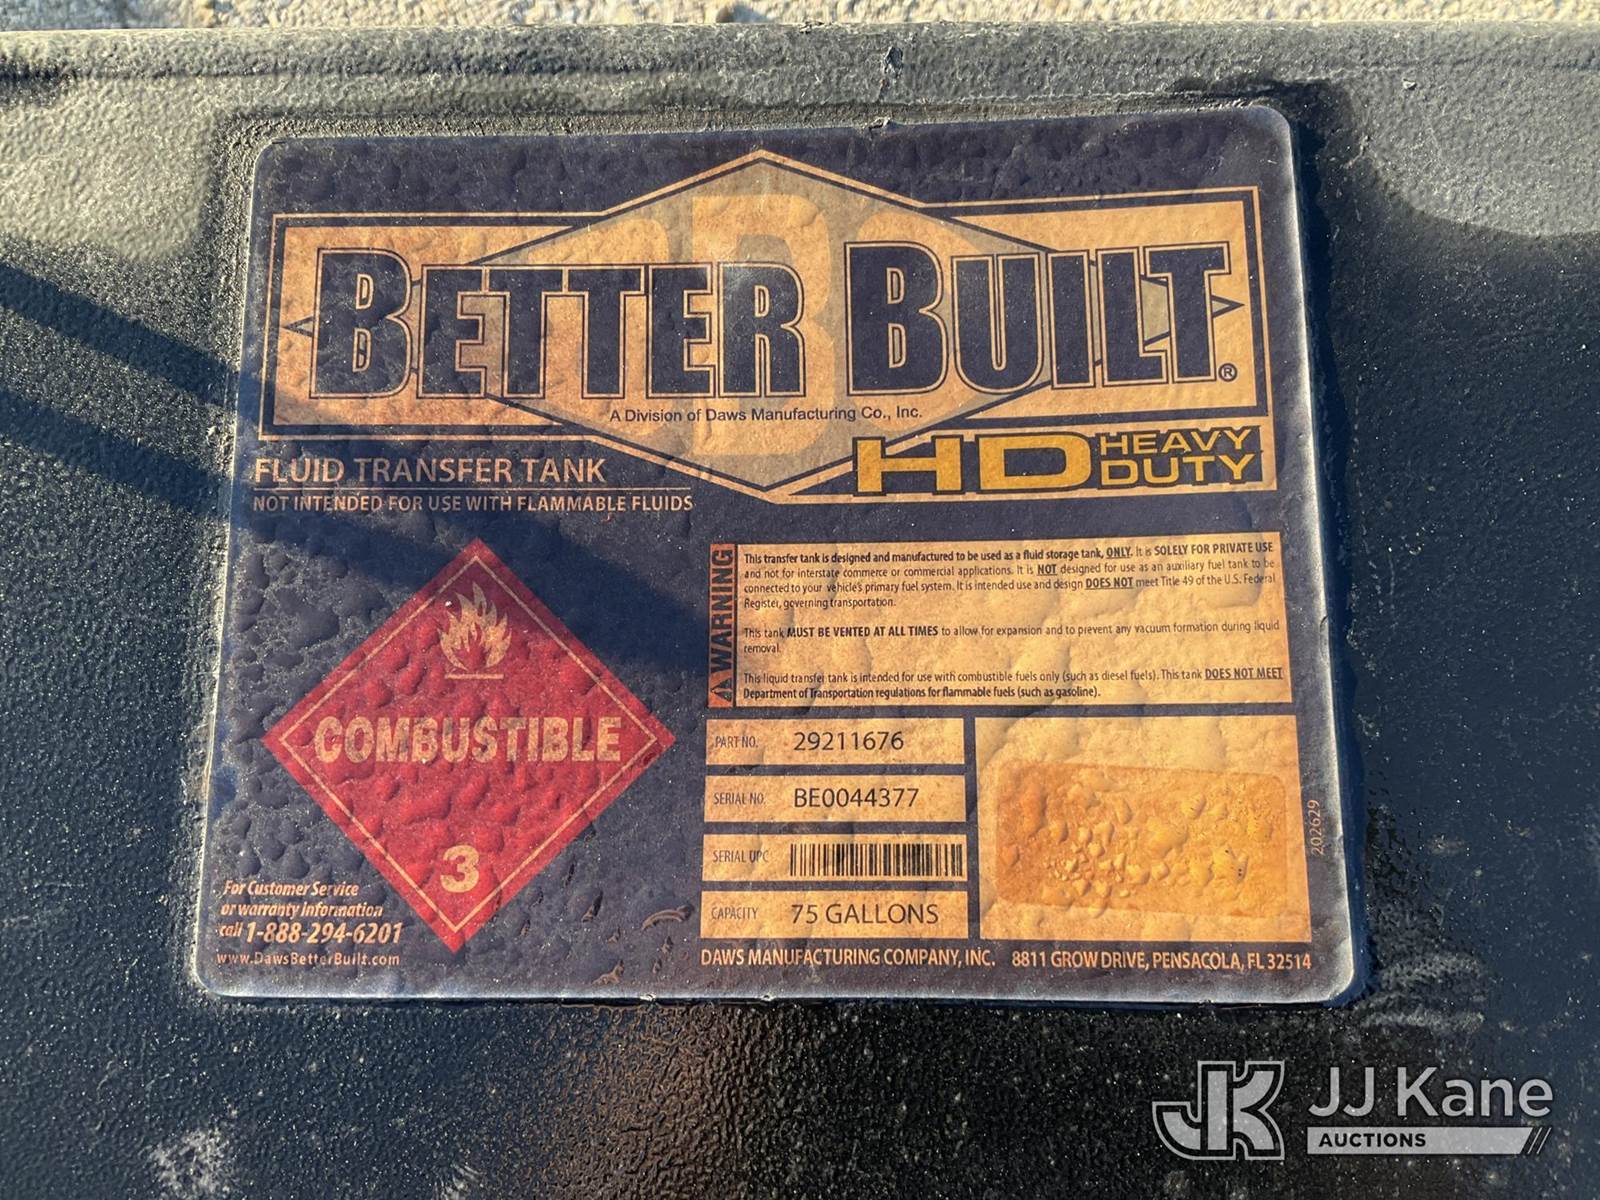 BETTER BUILT®
A Division of Daws Manufacturing Co., Inc.
HD HEAVY DUTY
FLUID TRANSFER TANK
NOT INTENDED FOR USE WITH FLAMMABLE FLUIDS
WARNING
This transfer tank is designed and manufactured to be used as a fluid storage tank, ONLY. It is SOLELY FOR PRIVATE USE
and not for interstate commerce or commercial applications. It is NOT designed for use as an auxiliary fuel tank to be
connected to your vehicle's primary fuel system. It is intended use and design DOES NOT meet Title 49 of the U.S. Federal
Register, governing transportation.
This tank MUST BE VENTED AT ALL TIMES to allow for expansion and to prevent any vacuum formation during liquid
removal.
This liquid transfer tank is intended for use with combustible fuels only (such as diesel fuels). This tank DOES NOT MEET
Department of Transportation regulations for flammable fuels (such as gasoline).
COMBUSTIBLE
3
PART NO. 29211676
SERIAL NO. BE0044377
SERIAL UPC
CAPACITY 75 GALLONS
202629
For Customer Service
or warranty information
call 1-888-294-6201
www.DawsBetterBuilt.com
DAWS MANUFACTURING COMPANY, INC. 8811 GROW DRIVE, PENSACOLA, FL 32514
JK JJ Kane
AUCTIONS